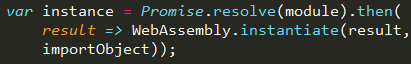 var instance = Promise.resolve(module).then(
result => WebAssembly.instantiate(result,
importObject));